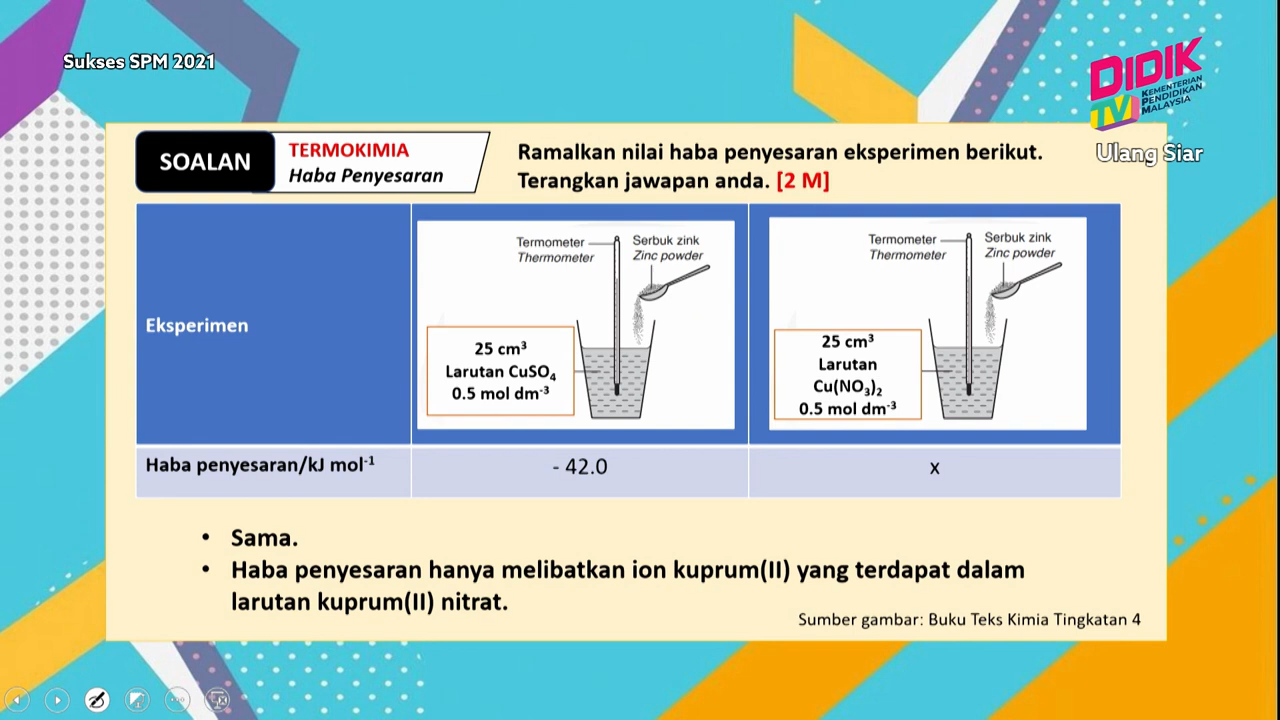 Sukses SPM 2021
DIDIK
TV
KEMENTERIAN
PENDIDIKAN
MALAYSIA
Ulang Siar
SOALAN
TERMOKIMIA
Haba Penyesaran
Ramalkan nilai haba penyesaran eksperimen berikut.
Terangkan jawapan anda. [2 M]
Eksperimen
Termometer
Thermometer
Serbuk zink
Zinc powder
25 cm³
Larutan CuSO₄
0.5 mol dm⁻³
Termometer
Thermometer
Serbuk zink
Zinc powder
25 cm³
Larutan
Cu(NO₃)₂
0.5 mol dm⁻³
Haba penyesaran/kJ mol⁻¹
- 42.0
x
• Sama.
• Haba penyesaran hanya melibatkan ion kuprum(II) yang terdapat dalam
larutan kuprum(II) nitrat.
Sumber gambar: Buku Teks Kimia Tingkatan 4